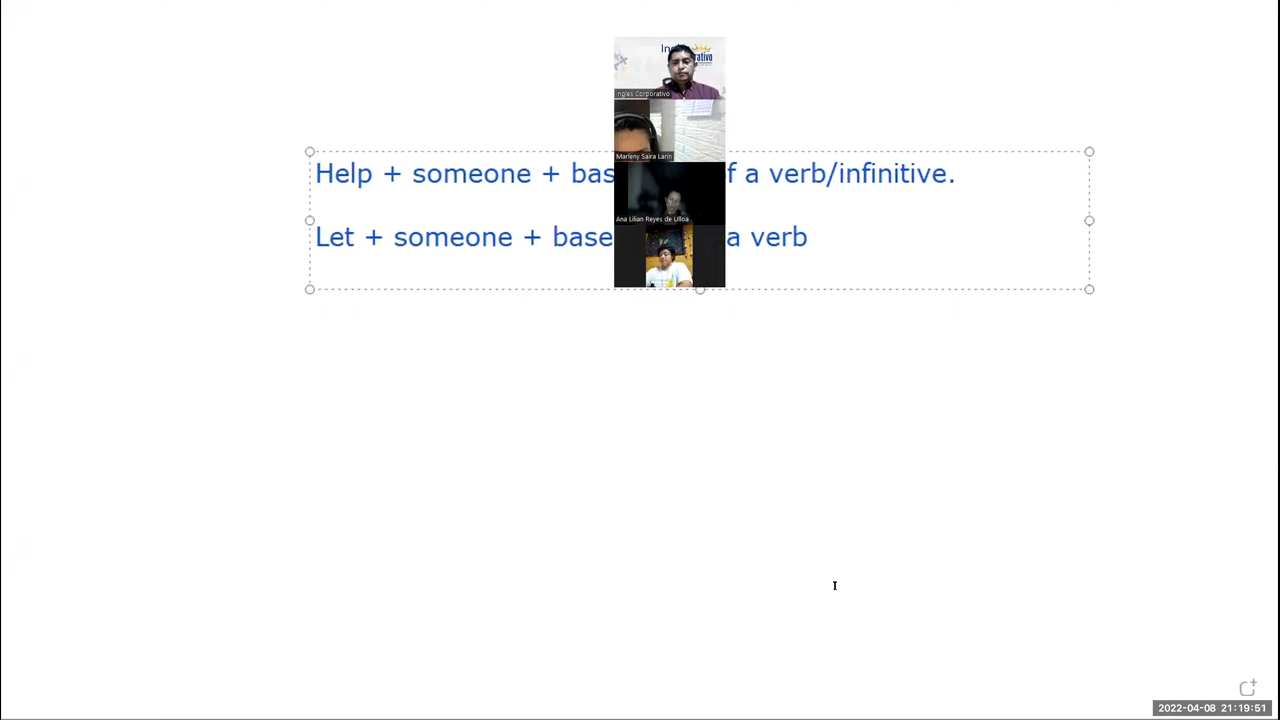 Ingles Corporativo
Marleny Saira Larin
Help + someone + bas f a verb/infinitive.
Ana Lilian Reyes de Ulloa
Let + someone + base a verb
2022-04-08 21:19:51